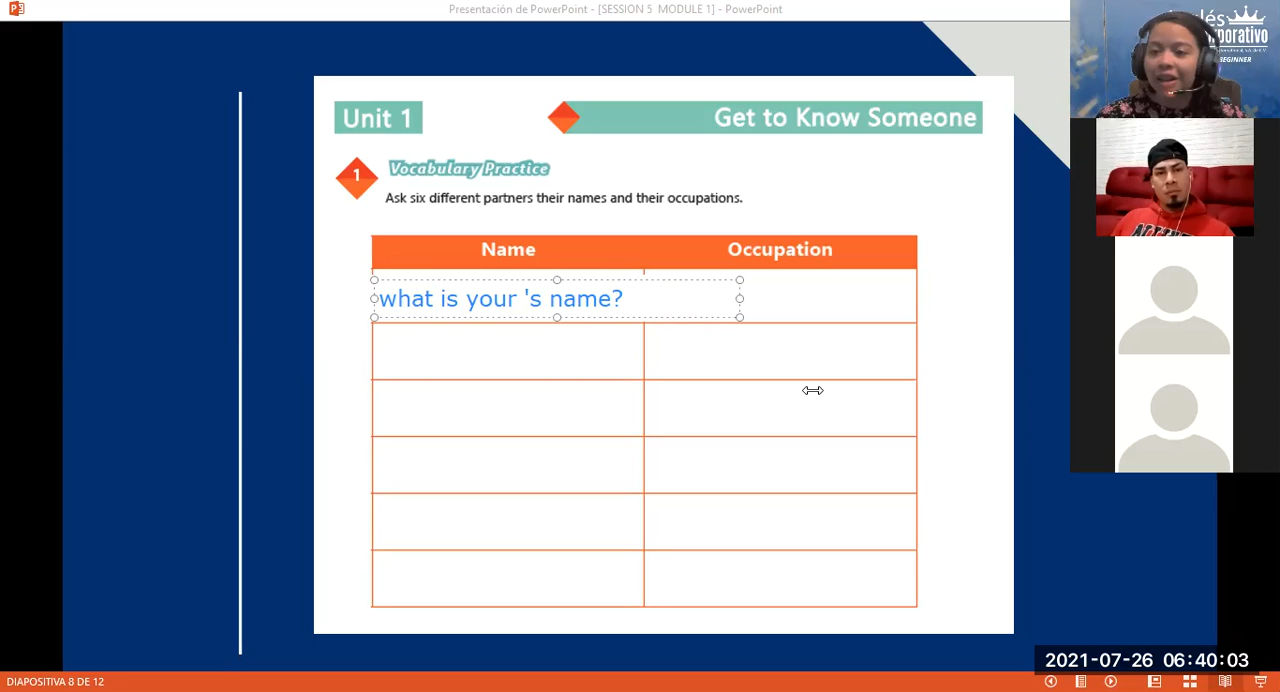 Presentación de PowerPoint - [SESSION 5 MODULE 1] - PowerPoint
BEGINNER
Unit 1
Get to Know Someone
1
Vocabulary Practice
Ask six different partners their names and their occupations.
Name Occupation
what is your 's name?
2021-07-26 06:40:03
DIAPOSITIVA 8 DE 12